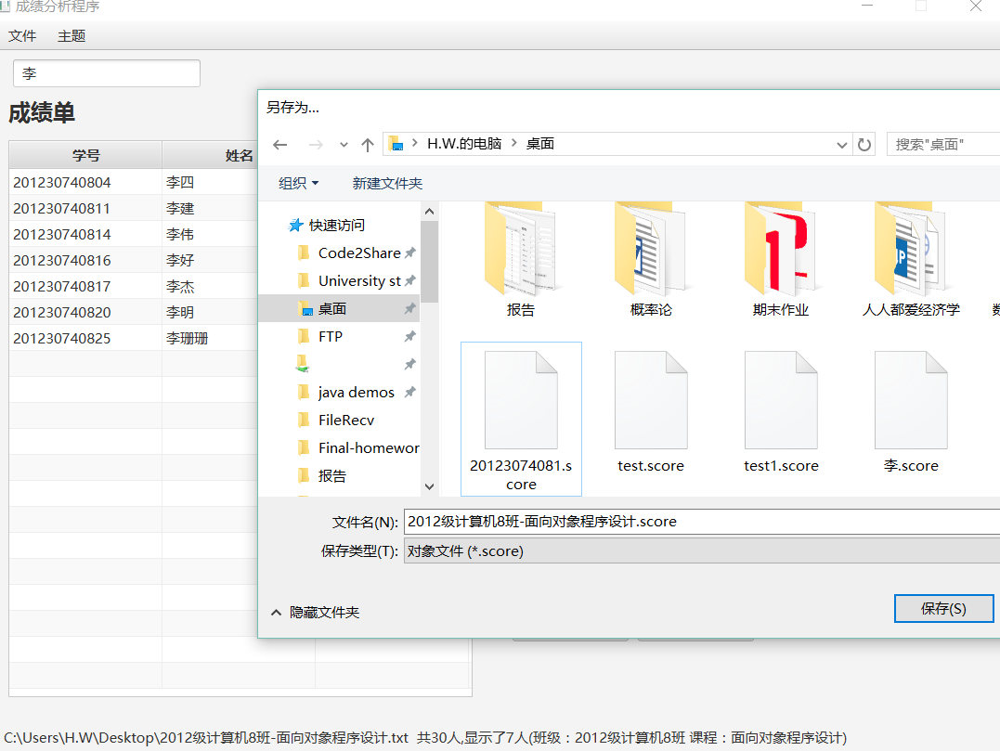 成绩分析程序
文件 主题
李
成绩单
学号 姓名
201230740804 李四
201230740811 李建
201230740814 李伟
201230740816 李好
201230740817 李杰
201230740820 李明
201230740825 李珊珊
另存为...
H.W.的电脑 桌面
搜索"桌面"
组织 新建文件夹
快速访问
Code2Share
University st
桌面
FTP
java demos
FileRecv
Final-homewor
报告
报告 概率论 期末作业 人人都爱经济学
20123074081.s
core
test.score test1.score 李.score
文件名(N): 2012级计算机8班-面向对象程序设计.score
保存类型(T): 对象文件 (*.score)
隐藏文件夹
保存(S)
C:\Users\H.W\Desktop\2012级计算机8班-面向对象程序设计.txt 共30人,显示了7人(班级：2012级计算机8班 课程：面向对象程序设计)